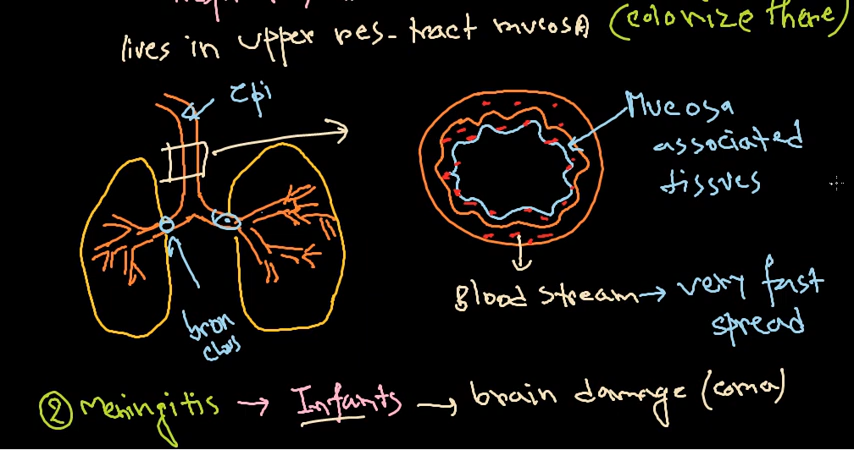 lives in upper res-tract mucosa (colonize there)
Epi
Mucosa
associated
tissues
Blood stream → very fast
spread
bron
chus
② Meningitis → Infants → brain damage (coma)